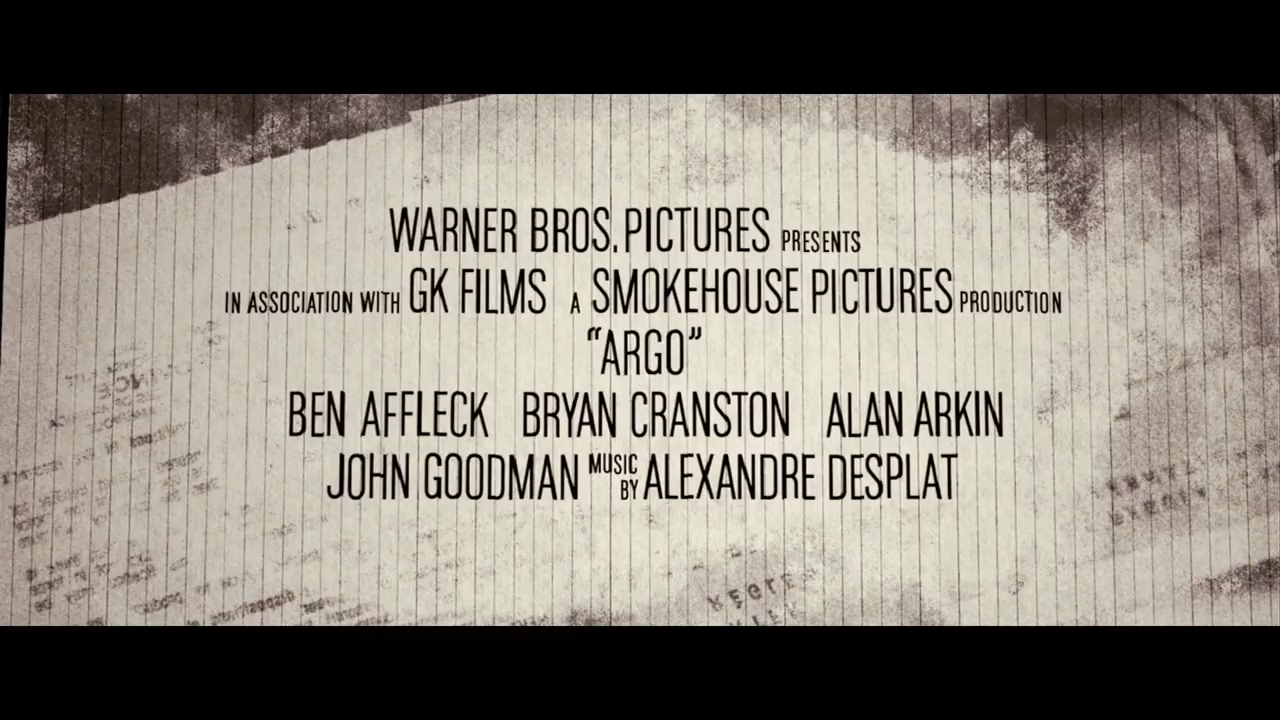 WARNER BROS. PICTURES PRESENTS
IN ASSOCIATION WITH GK FILMS A SMOKEHOUSE PICTURES PRODUCTION
“ARGO”
BEN AFFLECK BRYAN CRANSTON ALAN ARKIN
JOHN GOODMAN MUSIC BY ALEXANDRE DESPLAT